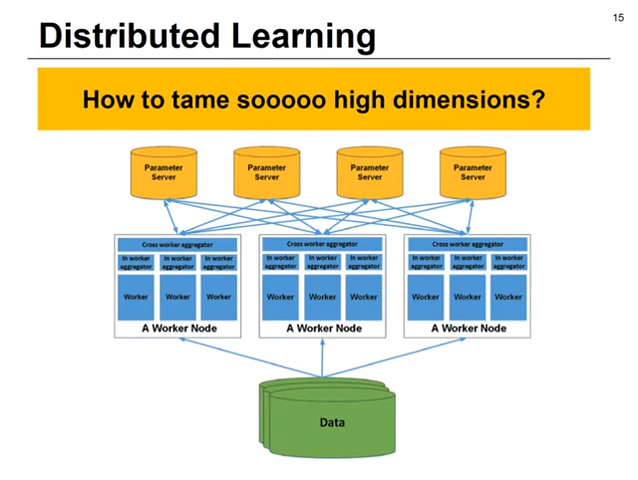 15
Distributed Learning
How to tame sooooo high dimensions?
Parameter
Server
Parameter
Server
Parameter
Server
Parameter
Server
Cross worker aggregator
In worker
aggregator
In worker
aggregator
In worker
aggregator
Worker
Worker
Worker
A Worker Node
Cross worker aggregator
In worker
aggregator
In worker
aggregator
In worker
aggregator
Worker
Worker
Worker
A Worker Node
Cross worker aggregator
In worker
aggregator
In worker
aggregator
In worker
aggregator
Worker
Worker
Worker
A Worker Node
Data